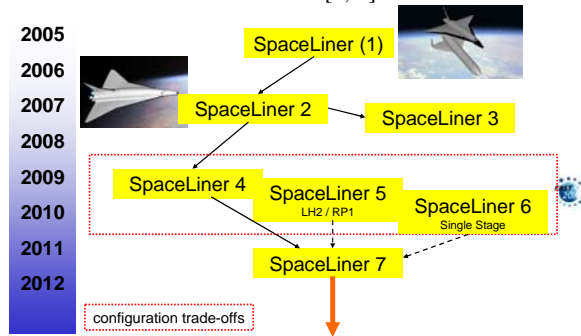 2005
SpaceLiner (1)
2006
2007
SpaceLiner 2
SpaceLiner 3
2008
2009
SpaceLiner 4
SpaceLiner 5
LH2 / RP1
2010
SpaceLiner 6
Single Stage
2011
SpaceLiner 7
2012
configuration trade-offs